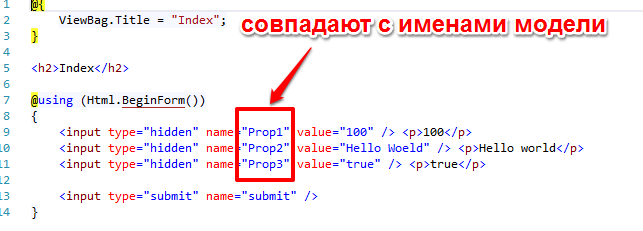 1 @{
2 ViewBag.Title = "Index";
3 }
совпадают с именами модели
4
5 <h2>Index</h2>
6
7 @using (Html.BeginForm())
8 {
9 <input type="hidden" name="Prop1" value="100" /> <p>100</p>
10 <input type="hidden" name="Prop2" value="Hello Woeld" /> <p>Hello world</p>
11 <input type="hidden" name="Prop3" value="true" /> <p>true</p>
12
13 <input type="submit" name="submit" />
14 }